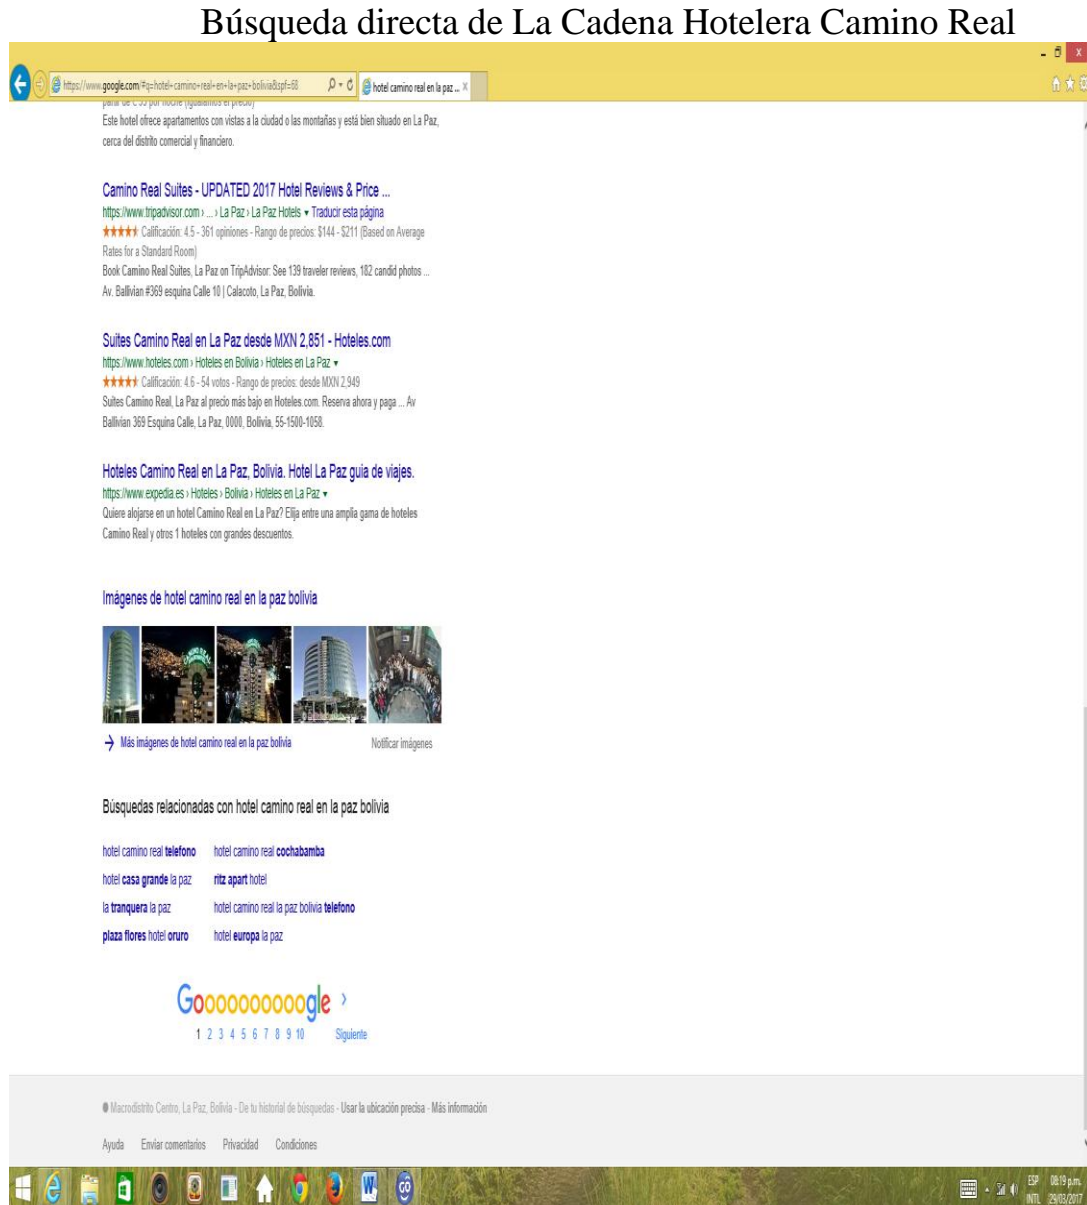 Búsqueda directa de La Cadena Hotelera Camino Real
https://www.google.com/#q=hotel+camino+real+en+la+paz+bolivia&spf=68
hotel camino real en la paz ...
Este hotel ofrece apartamentos con vistas a la ciudad o las montañas y está bien situado en La Paz,
cerca del distrito comercial y financiero.
Camino Real Suites - UPDATED 2017 Hotel Reviews & Price ...
https://www.tripadvisor.com › ... › La Paz › La Paz Hotels ▾ Traducir esta página
Calificación: 4.5 - 361 opiniones - Rango de precios: $144 - $211 (Based on Average
Rates for a Standard Room)
Book Camino Real Suites, La Paz on TripAdvisor: See 139 traveler reviews, 182 candid photos ...
Av. Ballivian #369 esquina Calle 10 | Calacoto, La Paz, Bolivia.
Suites Camino Real en La Paz desde MXN 2,851 - Hoteles.com
https://www.hoteles.com › Hoteles en Bolivia › Hoteles en La Paz ▾
Calificación: 4.6 - 54 votos - Rango de precios: desde MXN 2,949
Suites Camino Real, La Paz al precio más bajo en Hoteles.com. Reserva ahora y paga ... Av
Ballivian 369 Esquina Calle, La Paz, 0000, Bolivia, 55-1500-1058.
Hoteles Camino Real en La Paz, Bolivia. Hotel La Paz guia de viajes.
https://www.expedia.es › Hoteles › Bolivia › Hoteles en La Paz ▾
Quiere alojarse en un hotel Camino Real en La Paz? Elija entre una amplia gama de hoteles
Camino Real y otros 1 hoteles con grandes descuentos.
Imágenes de hotel camino real en la paz bolivia
CAMINO REAL
Más imágenes de hotel camino real en la paz bolivia Notificar imágenes
Búsquedas relacionadas con hotel camino real en la paz bolivia
hotel camino real telefono hotel camino real cochabamba
hotel casa grande la paz ritz apart hotel
la tranquera la paz hotel camino real la paz bolivia telefono
plaza flores hotel oruro hotel europa la paz
Goooooooooogle >
1 2 3 4 5 6 7 8 9 10 Siguiente
Macrodistrito Centro, La Paz, Bolivia - De tu historial de búsquedas - Usar la ubicación precisa - Más información
Ayuda Enviar comentarios Privacidad Condiciones
ESP 08:19 p.m.
INTL 29/03/2017